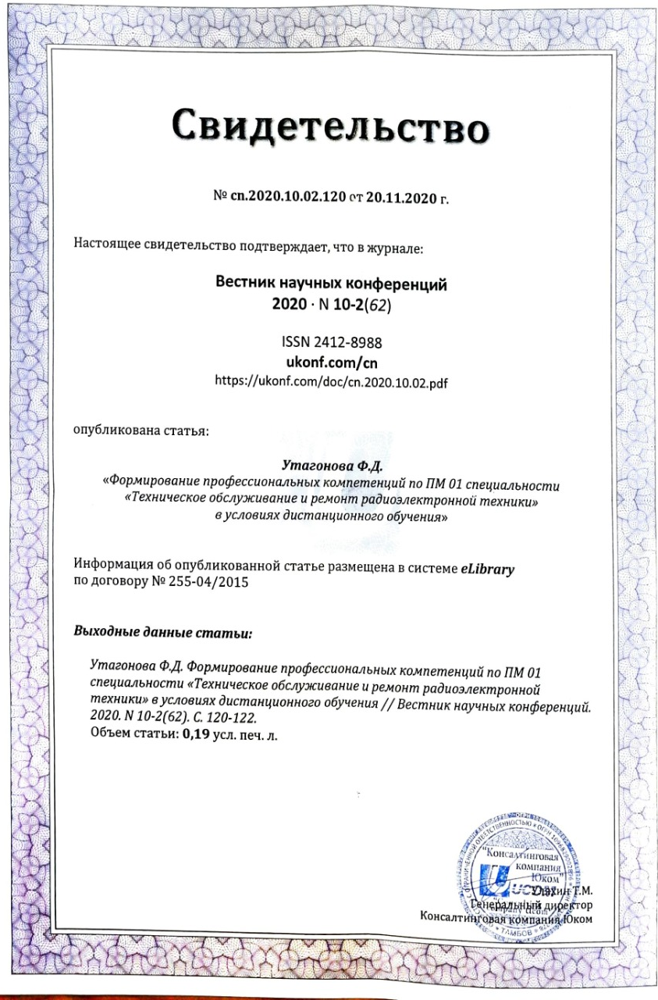 Свидетельство
№ cn.2020.10.02.120 от 20.11.2020 г.
Настоящее свидетельство подтверждает, что в журнале:
Вестник научных конференций
2020 · N 10-2(62)
ISSN 2412-8988
ukonf.com/cn
https://ukonf.com/doc/cn.2020.10.02.pdf
опубликована статья:
Утагонова Ф.Д.
«Формирование профессиональных компетенций по ПМ 01 специальности
«Техническое обслуживание и ремонт радиоэлектронной техники»
в условиях дистанционного обучения»
Информация об опубликованной статье размещена в системе eLibrary
по договору № 255-04/2015
Выходные данные статьи:
Утагонова Ф.Д. Формирование профессиональных компетенций по ПМ 01
специальности «Техническое обслуживание и ремонт радиоэлектронной
техники» в условиях дистанционного обучения // Вестник научных конференций.
2020. N 10-2(62). С. 120-122.
Объем статьи: 0,19 усл. печ. л.
"Консалтинговая
компания
Юком"
Т.М.
Генеральный директор
Консалтинговая компания Юком
ТАМБОВ